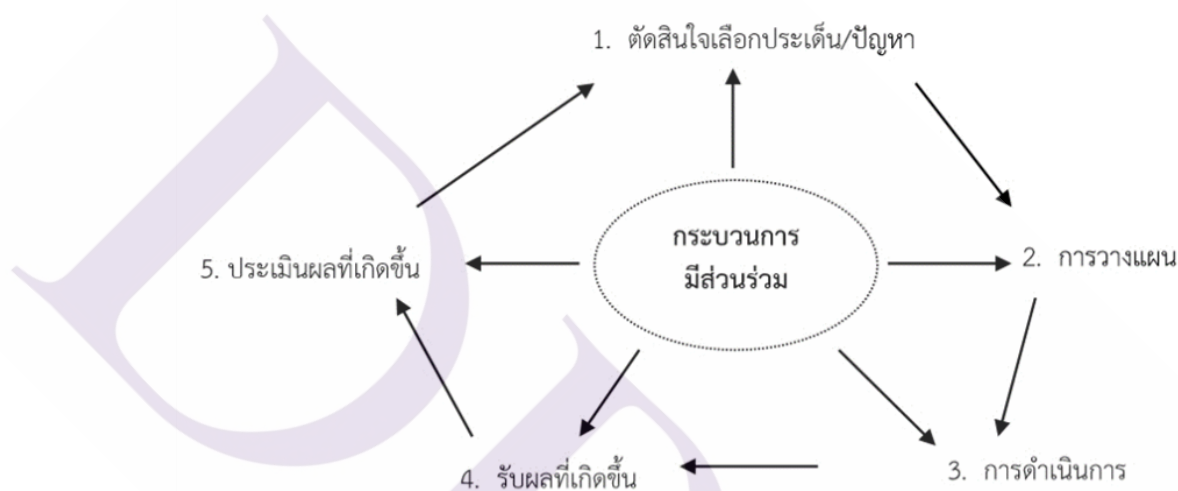 1. ตัดสินใจเลือกประเด็น/ปัญหา
กระบวนการ
มีส่วนร่วม
2. การวางแผน
5. ประเมินผลที่เกิดขึ้น
3. การดำเนินการ
4. รับผลที่เกิดขึ้น